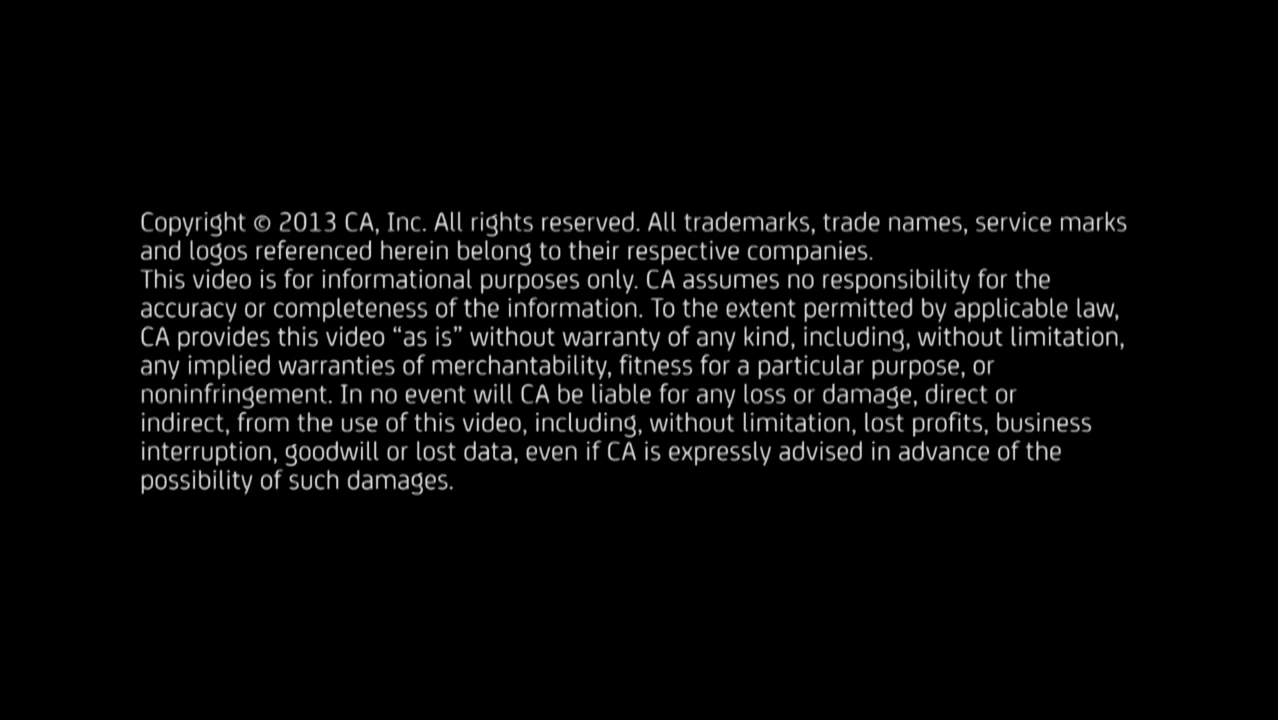 Copyright © 2013 CA, Inc. All rights reserved. All trademarks, trade names, service marks
and logos referenced herein belong to their respective companies.
This video is for informational purposes only. CA assumes no responsibility for the
accuracy or completeness of the information. To the extent permitted by applicable law,
CA provides this video “as is” without warranty of any kind, including, without limitation,
any implied warranties of merchantability, fitness for a particular purpose, or
noninfringement. In no event will CA be liable for any loss or damage, direct or
indirect, from the use of this video, including, without limitation, lost profits, business
interruption, goodwill or lost data, even if CA is expressly advised in advance of the
possibility of such damages.